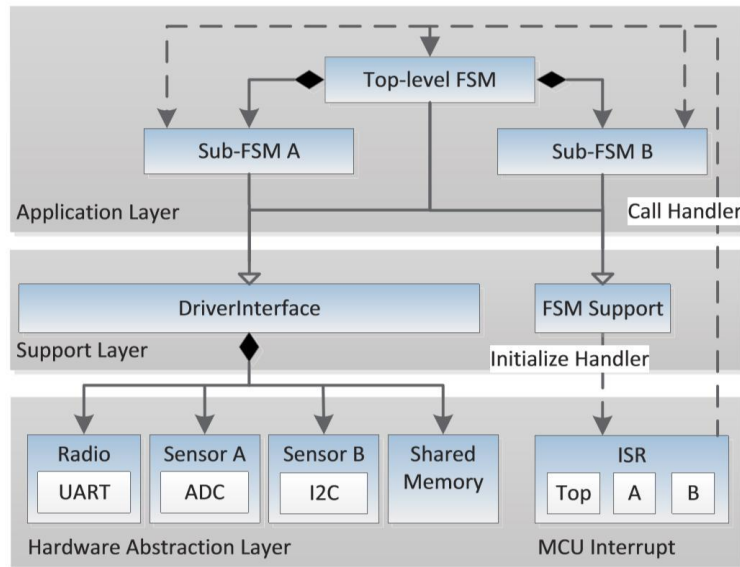 Top-level FSM
Sub-FSM A
Sub-FSM B
Application Layer
Call Handler
DriverInterface
FSM Support
Support Layer
Initialize Handler
Radio
UART
Sensor A
ADC
Sensor B
I2C
Shared
Memory
ISR
Top
A
B
Hardware Abstraction Layer
MCU Interrupt